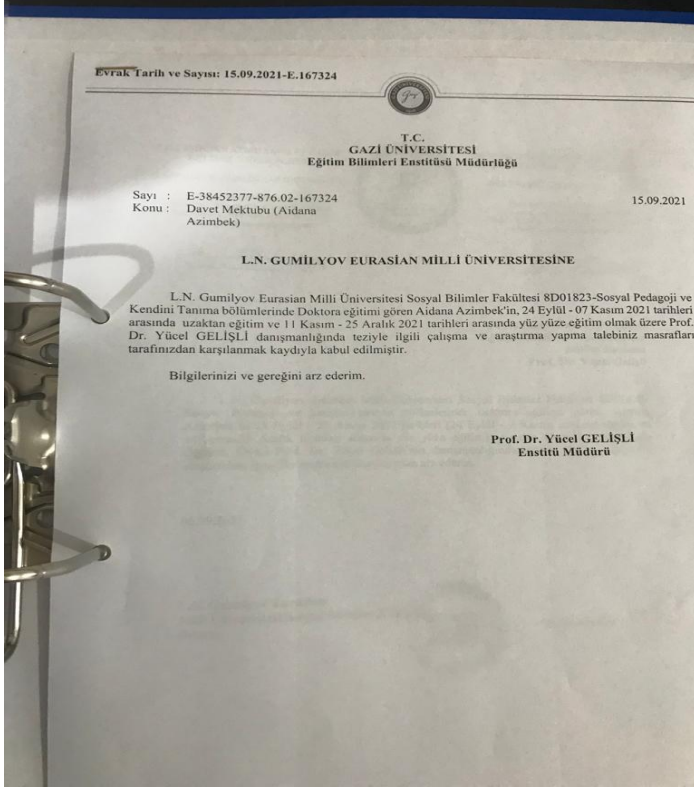 Evrak Tarih ve Sayısı: 15.09.2021-E.167324
T.C.
GAZİ ÜNİVERSİTESİ
Eğitim Bilimleri Enstitüsü Müdürlüğü
Sayı : E-38452377-876.02-167324 15.09.2021
Konu : Davet Mektubu (Aidana
Azimbek)
L.N. GUMILYOV EURASİAN MİLLİ ÜNİVERSİTESİNE
L.N. Gumilyov Eurasian Milli Üniversitesi Sosyal Bilimler Fakültesi 8D01823-Sosyal Pedagoji ve
Kendini Tanıma bölümlerinde Doktora eğitimi gören Aidana Azimbek'in, 24 Eylül - 07 Kasım 2021 tarihleri
arasında uzaktan eğitim ve 11 Kasım - 25 Aralık 2021 tarihleri arasında yüz yüze eğitim olmak üzere Prof.
Dr. Yücel GELİŞLİ danışmanlığında teziyle ilgili çalışma ve araştırma yapma talebiniz masrafları
tarafınızdan karşılanmak kaydıyla kabul edilmiştir.
Bilgilerinizi ve gereğini arz ederim.
Prof. Dr. Yücel GELİŞLİ
Enstitü Müdürü